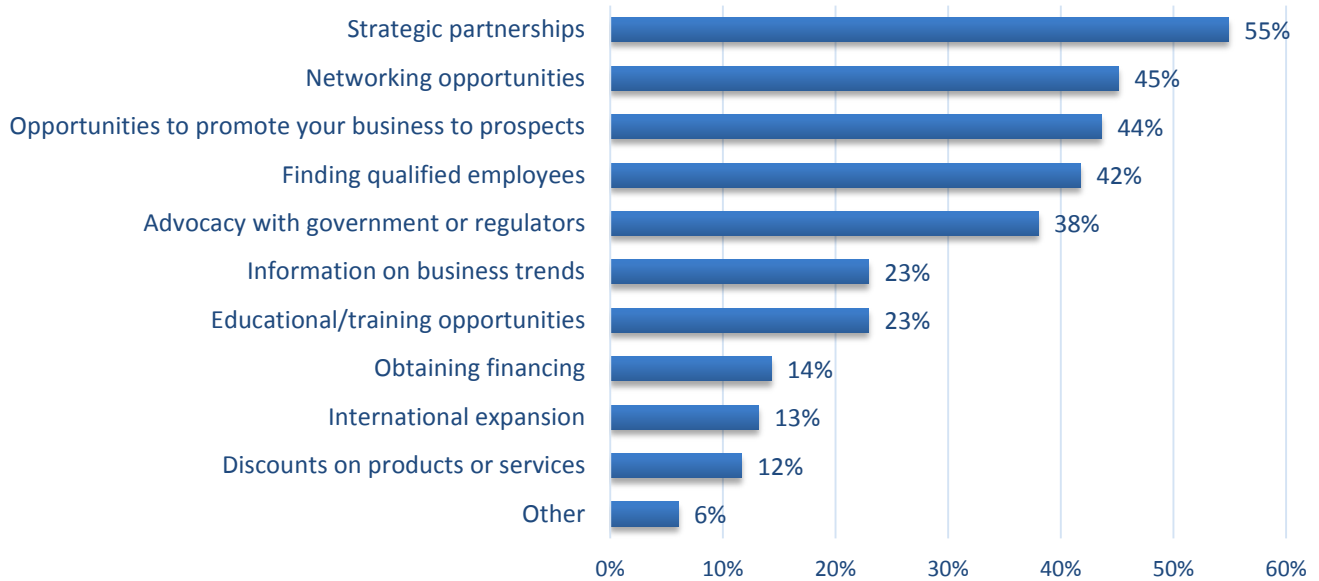 Strategic partnerships 55%
Networking opportunities 45%
Opportunities to promote your business to prospects 44%
Finding qualified employees 42%
Advocacy with government or regulators 38%
Information on business trends 23%
Educational/training opportunities 23%
Obtaining financing 14%
International expansion 13%
Discounts on products or services 12%
Other 6%
0% 10% 20% 30% 40% 50% 60%